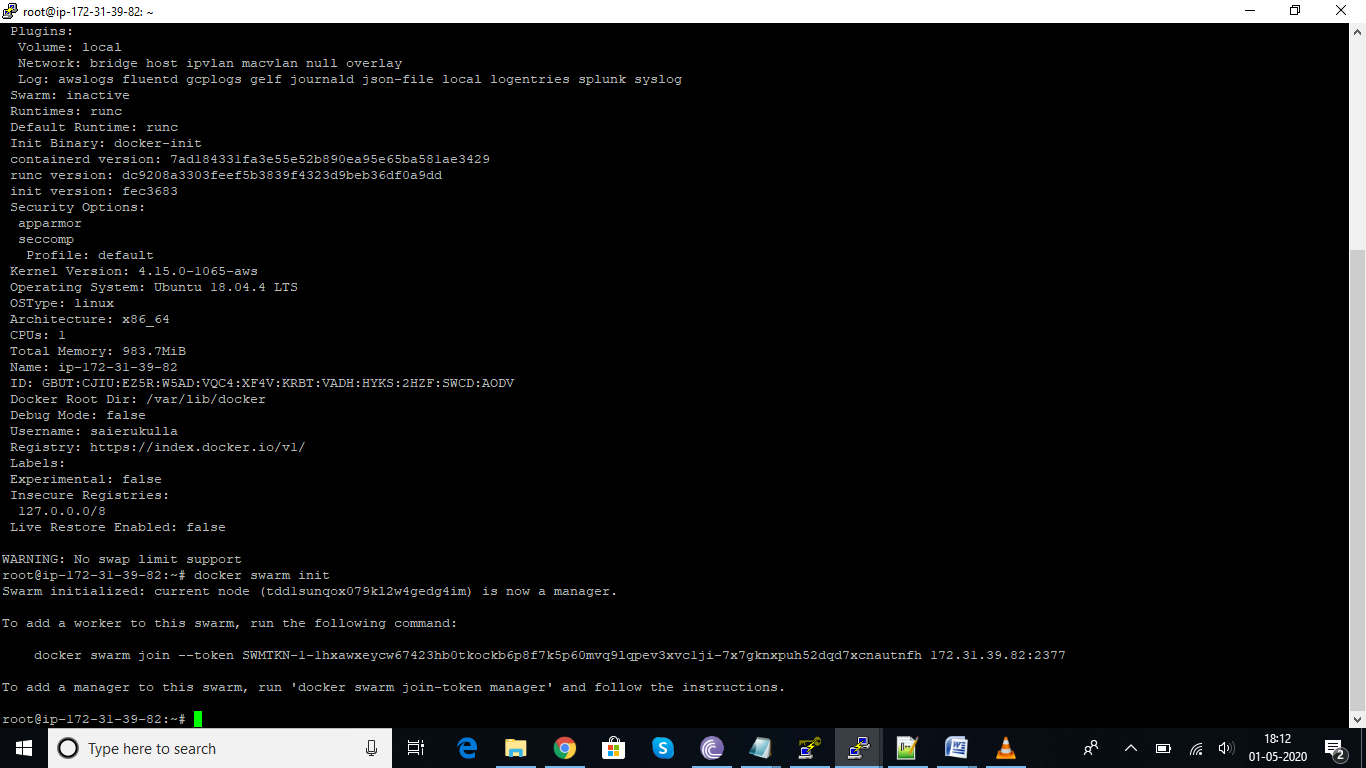 root@ip-172-31-39-82: ~
Plugins:
Volume: local
Network: bridge host ipvlan macvlan null overlay
Log: awslogs fluentd gcplogs gelf journald json-file local logentries splunk syslog
Swarm: inactive
Runtimes: runc
Default Runtime: runc
Init Binary: docker-init
containerd version: 7ad184331fa3e55e52b890ea95e65ba581ae3429
runc version: dc9208a3303feef5b3839f4323d9beb36df0a9dd
init version: fec3683
Security Options:
apparmor
seccomp
Profile: default
Kernel Version: 4.15.0-1065-aws
Operating System: Ubuntu 18.04.4 LTS
OSType: linux
Architecture: x86_64
CPUs: 1
Total Memory: 983.7MiB
Name: ip-172-31-39-82
ID: GBUT:CJIU:EZ5R:W5AD:VQC4:XF4V:KRBT:VADH:HYKS:2HZF:SWCD:AODV
Docker Root Dir: /var/lib/docker
Debug Mode: false
Username: saierukulla
Registry: https://index.docker.io/v1/
Labels:
Experimental: false
Insecure Registries:
127.0.0.0/8
Live Restore Enabled: false
WARNING: No swap limit support
root@ip-172-31-39-82:~# docker swarm init
Swarm initialized: current node (tddlsunqox079kl2w4gedg4im) is now a manager.
To add a worker to this swarm, run the following command:
docker swarm join --token SWMTKN-1-1hxawxeycw67423hb0tkockb6p8f7k5p60mvq9lqpev3xvclji-7x7gknxpuh52dqd7xcnautnfh 172.31.39.82:2377
To add a manager to this swarm, run 'docker swarm join-token manager' and follow the instructions.
root@ip-172-31-39-82:~#
Type here to search
18:12
01-05-2020
2